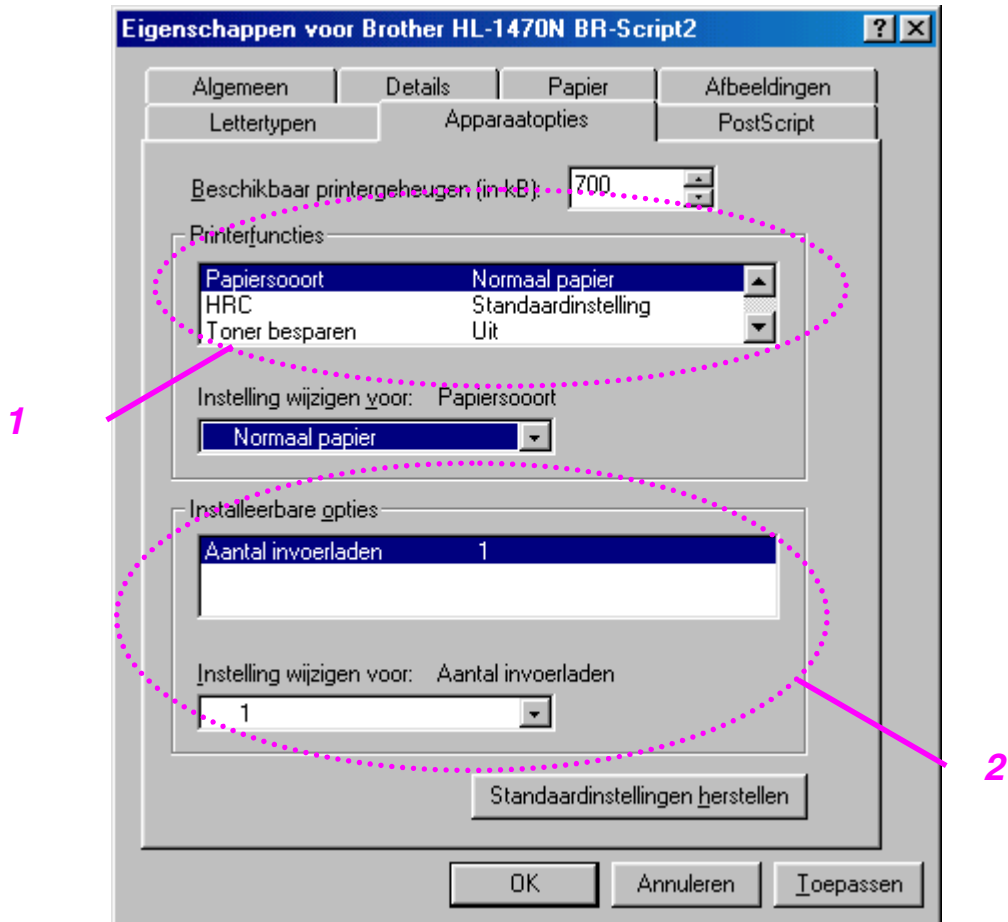 Eigenschappen voor Brother HL-1470N BR-Script2
Algemeen Details Papier Afbeeldingen
Lettertypen Apparaatopties PostScript
Beschikbaar printergeheugen (in kB): 700
Printerfuncties
Papiersooort Normaal papier
HRC Standaardinstelling
Toner besparen Uit
1
Instelling wijzigen voor: Papiersooort
Normaal papier
Installeerbare opties
Aantal invoerladen 1
Instelling wijzigen voor: Aantal invoerladen
1
2
Standaardinstellingen herstellen
OK Annuleren Toepassen